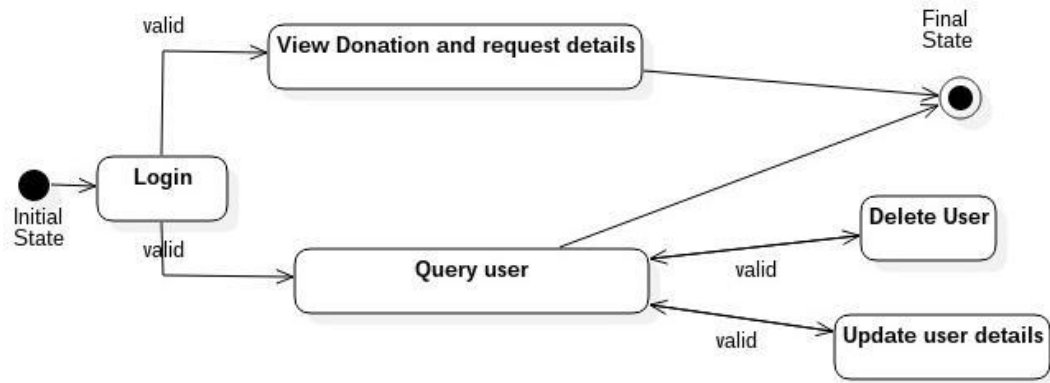 valid
View Donation and request details
Final
State
Login
Initial
State
valid
Query user
Delete User
valid
Update user details
valid